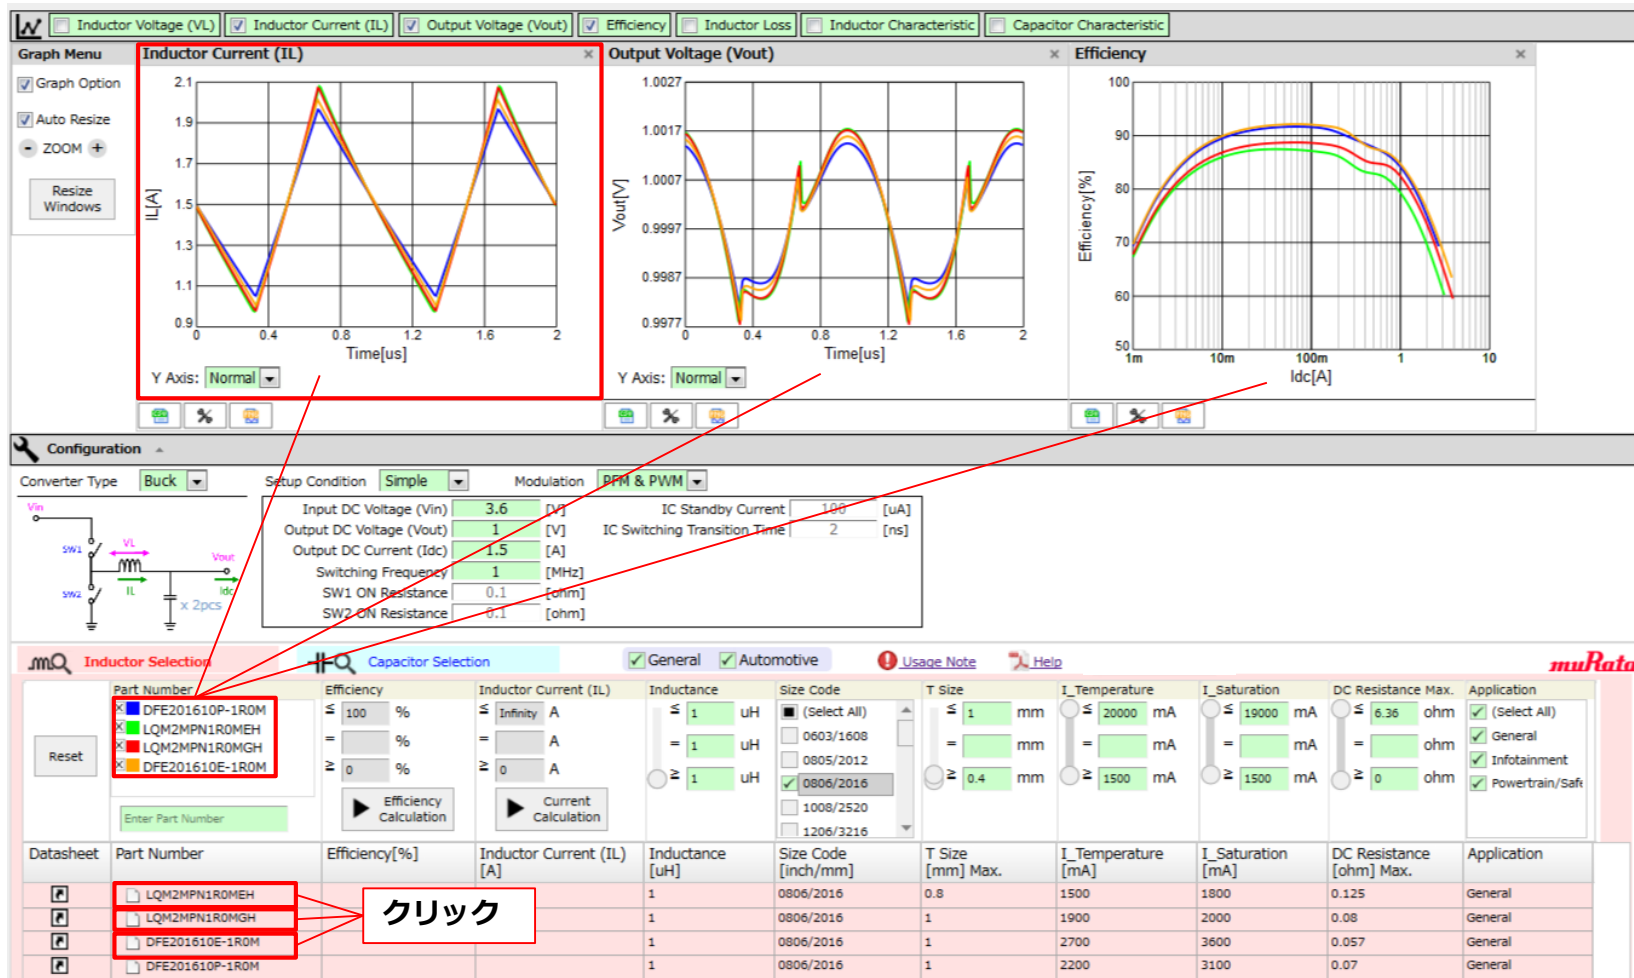 Inductor Voltage (VL) Inductor Current (IL) Output Voltage (Vout) Efficiency Inductor Loss Inductor Characteristic Capacitor Characteristic
Graph Menu
Graph Option
Auto Resize
- ZOOM +
Resize
Windows
Inductor Current (IL) ×
2.1
1.9
1.7
1.5
1.3
1.1
0.9
IL[A]
0 0.4 0.8 1.2 1.6 2
Time[us]
Y Axis: Normal
Output Voltage (Vout) ×
1.0027
1.0017
1.0007
0.9997
0.9987
0.9977
Vout[V]
0 0.4 0.8 1.2 1.6 2
Time[us]
Y Axis: Normal
Efficiency ×
100
90
80
70
60
50
Efficiency[%]
1m 10m 100m 1 10
Idc[A]
Configuration
Converter Type Buck Setup Condition Simple Modulation PFM & PWM
Vin
SW1
VL
Vout
SW2
IL
Idc
x 2pcs
Input DC Voltage (Vin) 3.6 [V] IC Standby Current 100 [uA]
Output DC Voltage (Vout) 1 [V] IC Switching Transition Time 2 [ns]
Output DC Current (Idc) 1.5 [A]
Switching Frequency 1 [MHz]
SW1 ON Resistance 0.1 [ohm]
SW2 ON Resistance 0.1 [ohm]
Inductor Selection Capacitor Selection General Automotive Usage Note Help muRata
Reset
Part Number
DFE201610P-1R0M
LQM2MPN1R0MEH
LQM2MPN1R0MGH
DFE201610E-1R0M
Enter Part Number
Efficiency
≤ 100 %
= %
≥ 0 %
Efficiency
Calculation
Inductor Current (IL)
≤ Infinity A
= A
≥ 0 A
Current
Calculation
Inductance
≤ 1 uH
= 1 uH
≥ 1 uH
Size Code
(Select All)
0603/1608
0805/2012
0806/2016
1008/2520
1206/3216
T Size
≤ 1 mm
= mm
≥ 0.4 mm
I_Temperature
≤ 20000 mA
= mA
≥ 1500 mA
I_Saturation
≤ 19000 mA
= mA
≥ 1500 mA
DC Resistance Max.
≤ 6.36 ohm
= ohm
≥ 0 ohm
Application
(Select All)
General
Infotainment
Powertrain/Safe
Datasheet Part Number Efficiency[%] Inductor Current (IL) Inductance Size Code T Size I_Temperature I_Saturation DC Resistance Application
[A] [uH] [inch/mm] [mm] Max. [mA] [mA] [ohm] Max.
LQM2MPN1R0MEH 1 0806/2016 0.8 1500 1800 0.125 General
LQM2MPN1R0MGH 1 0806/2016 1 1900 2000 0.08 General
DFE201610E-1R0M 1 0806/2016 1 2700 3600 0.057 General
DFE201610P-1R0M 1 0806/2016 1 2200 3100 0.07 General
クリック